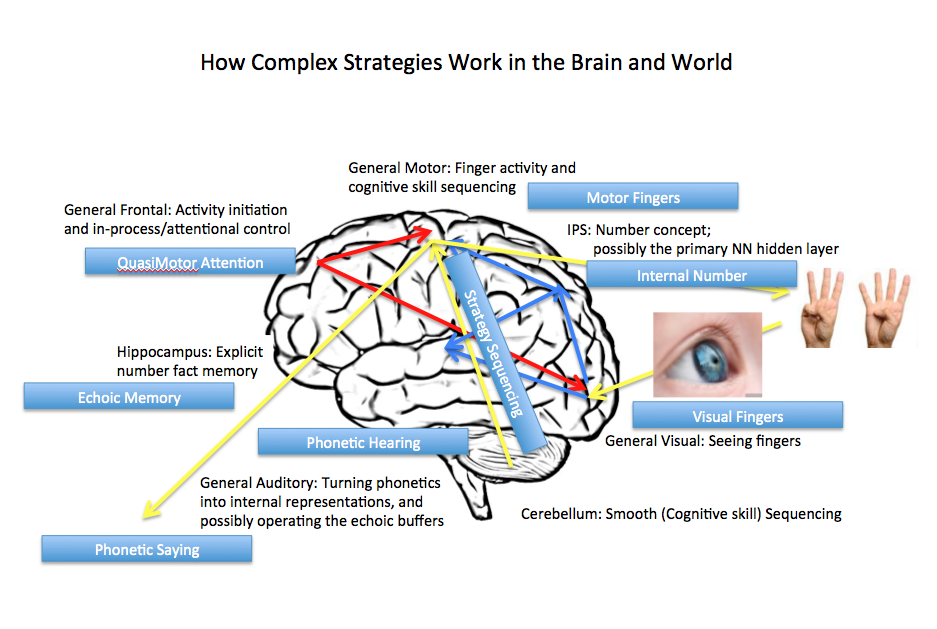 How Complex Strategies Work in the Brain and World
General Motor: Finger activity and
cognitive skill sequencing
Motor Fingers
General Frontal: Activity initiation
and in-process/attentional control
QuasiMotor Attention
IPS: Number concept;
possibly the primary NN hidden layer
Internal Number
Strategy Sequencing
Hippocampus: Explicit
number fact memory
Echoic Memory
Visual Fingers
General Visual: Seeing fingers
Phonetic Hearing
General Auditory: Turning phonetics
into internal representations, and
possibly operating the echoic buffers
Cerebellum: Smooth (Cognitive skill) Sequencing
Phonetic Saying